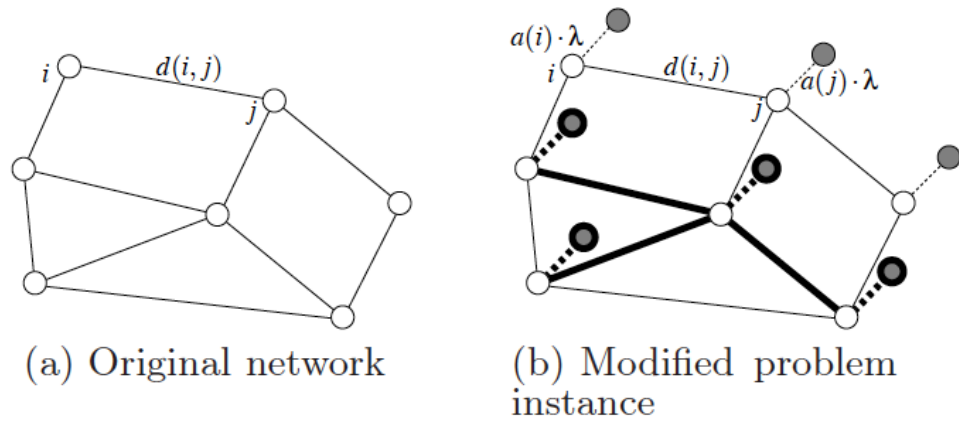 i
d(i, j)
j
(a) Original network
a(i) · λ
i
d(i, j)
j
a(j) · λ
(b) Modified problem
instance